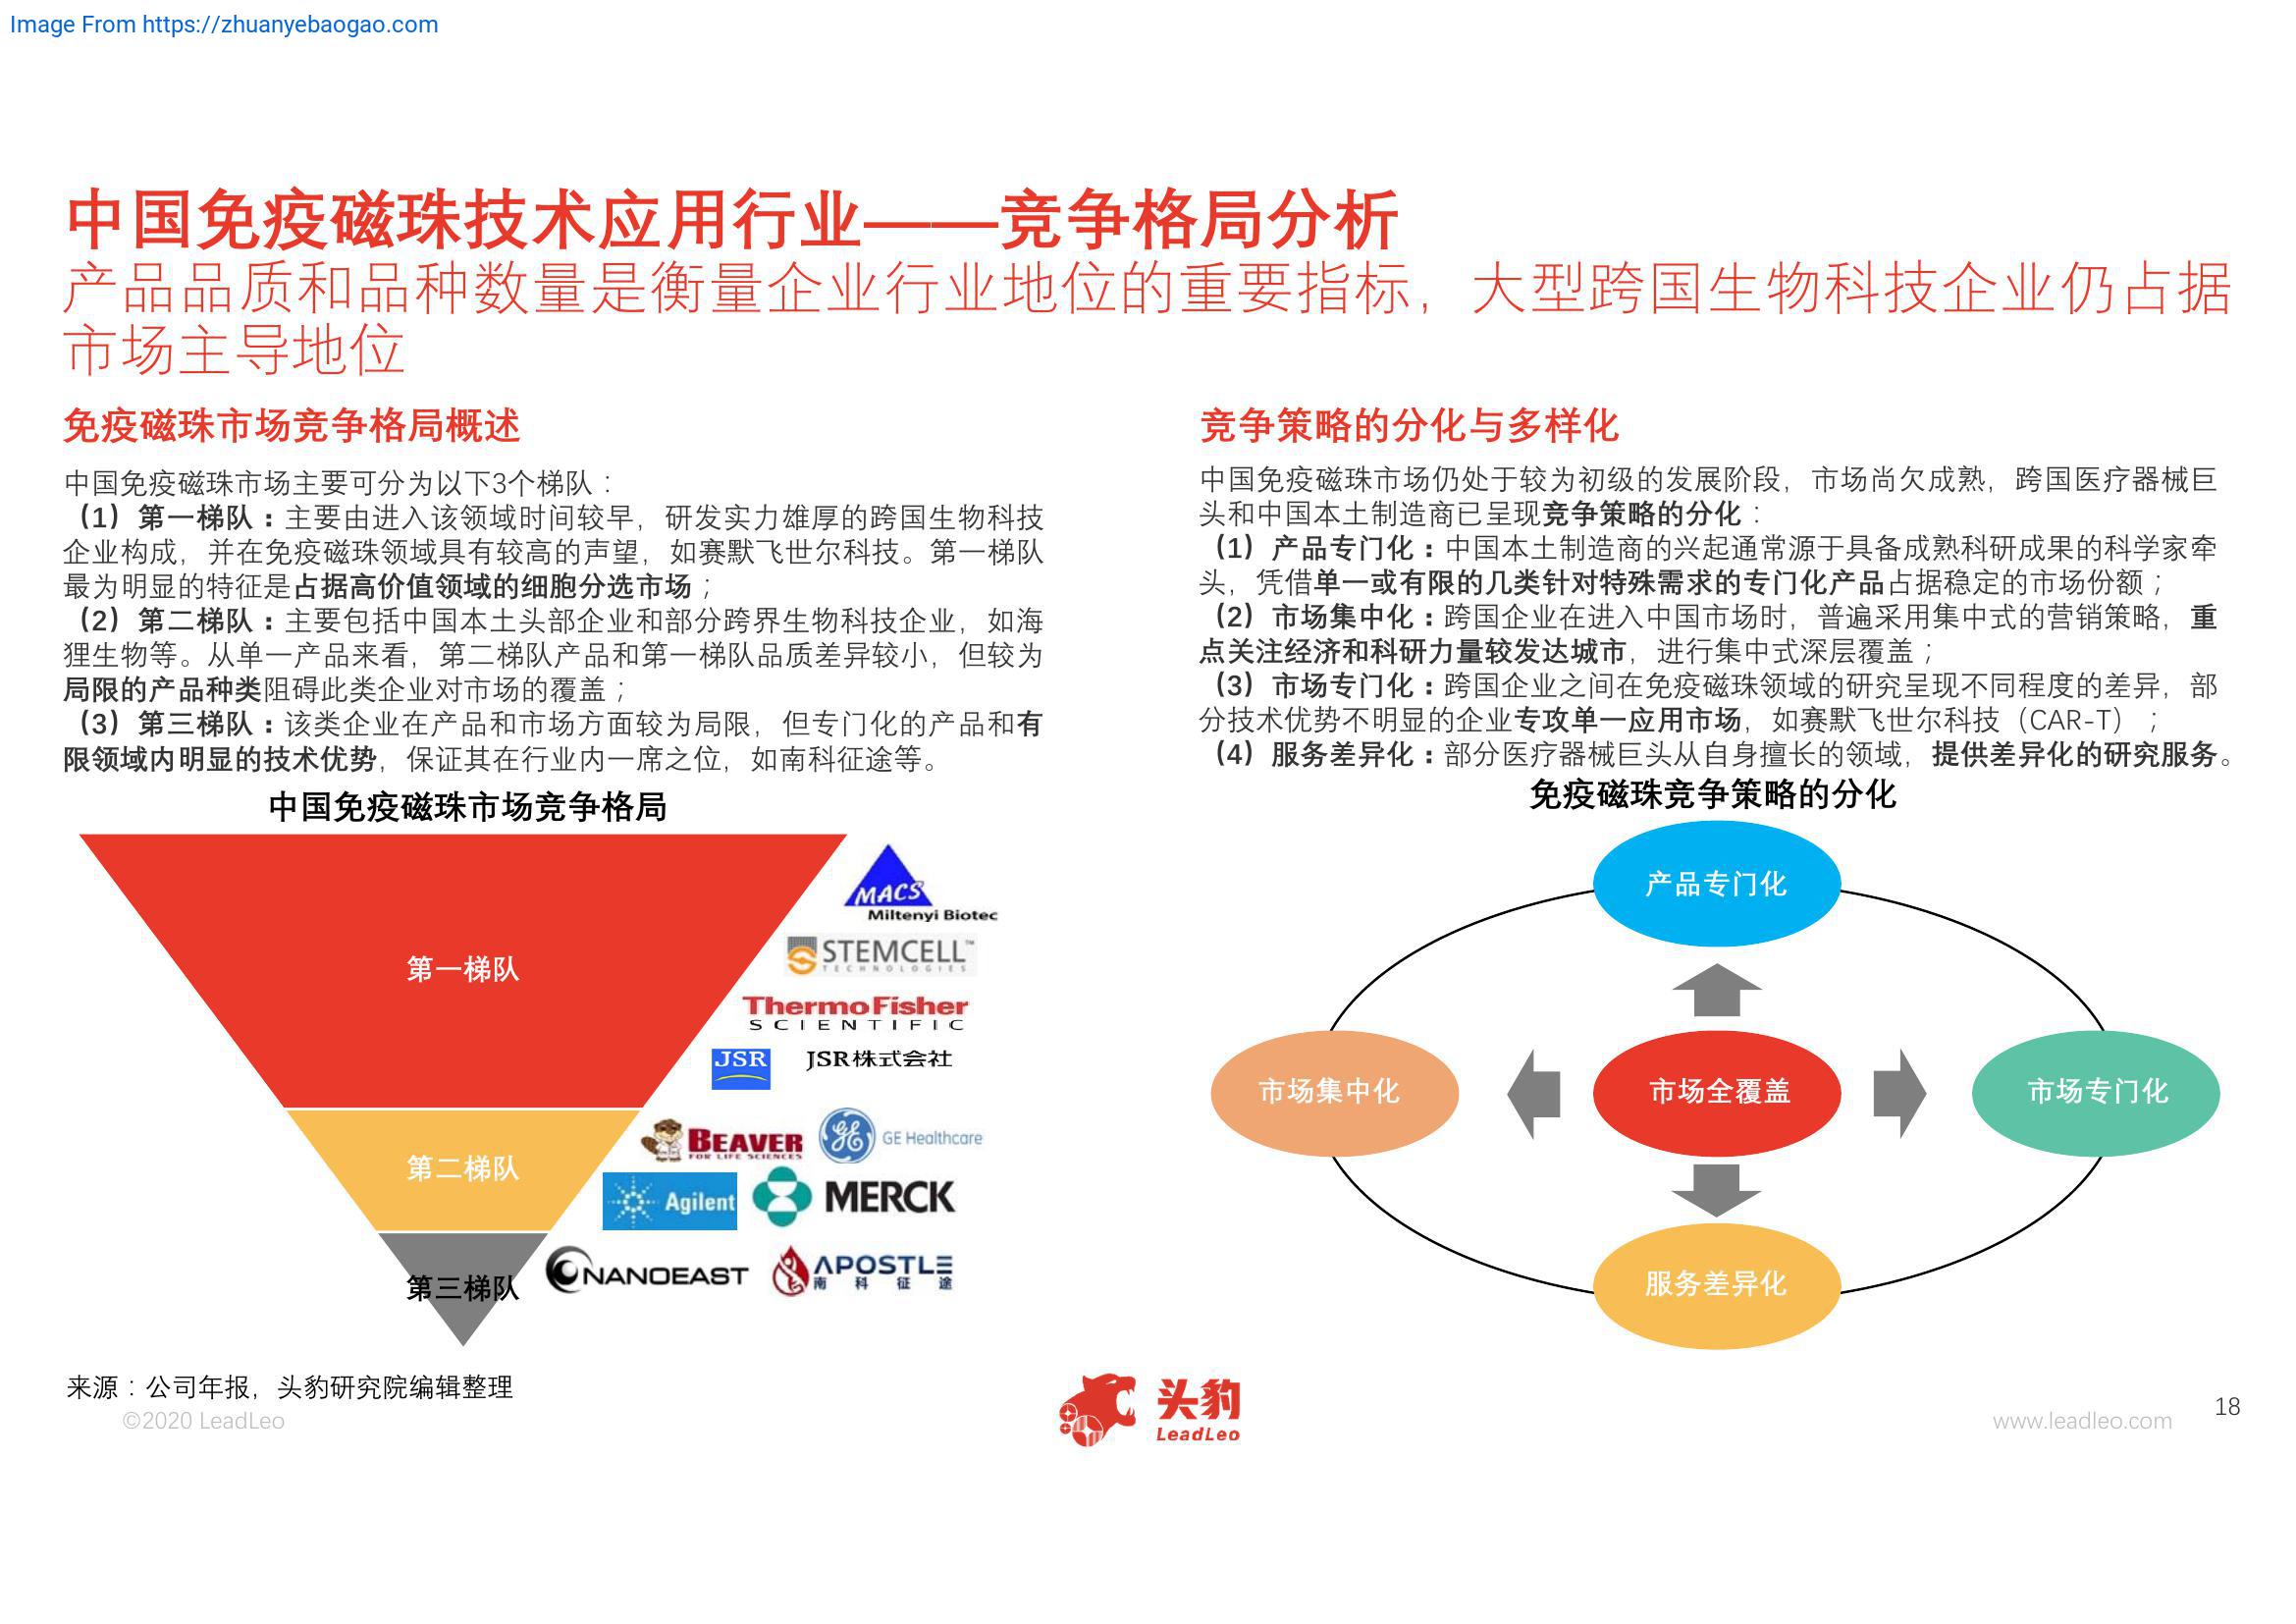 Image From https://zhuanyebaogao.com
中国免疫磁珠技术应用行业——竞争格局分析
产品品质和品种数量是衡量企业行业地位的重要指标，大型跨国生物科技企业仍占据
市场主导地位
免疫磁珠市场竞争格局概述
中国免疫磁珠市场主要可分为以下3个梯队：
（1）第一梯队：主要由进入该领域时间较早，研发实力雄厚的跨国生物科技
企业构成，并在免疫磁珠领域具有较高的声望，如赛默飞世尔科技。第一梯队
最为明显的特征是占据高价值领域的细胞分选市场；
（2）第二梯队：主要包括中国本土头部企业和部分跨界生物科技企业，如海
狸生物等。从单一产品来看，第二梯队产品和第一梯队品质差异较小，但较为
局限的产品种类阻碍此类企业对市场的覆盖；
（3）第三梯队：该类企业在产品和市场方面较为局限，但专门化的产品和有
限领域内明显的技术优势，保证其在行业内一席之位，如南科征途等。
中国免疫磁珠市场竞争格局
第一梯队
第二梯队
第三梯队
MACS
Miltenyi Biotec
STEMCELL™
TECHNOLOGIES
ThermoFisher
SCIENTIFIC
JSR JSR株式会社
BEAVER
FOR LIFE SCIENCES
GE GE Healthcare
Agilent
MERCK
NANOEAST
APOSTLE
南科征途
竞争策略的分化与多样化
中国免疫磁珠市场仍处于较为初级的发展阶段，市场尚欠成熟，跨国医疗器械巨
头和中国本土制造商已呈现竞争策略的分化：
（1）产品专门化：中国本土制造商的兴起通常源于具备成熟科研成果的科学家牵
头，凭借单一或有限的几类针对特殊需求的专门化产品占据稳定的市场份额；
（2）市场集中化：跨国企业在进入中国市场时，普遍采用集中式的营销策略，重
点关注经济和科研力量较发达城市，进行集中式深层覆盖；
（3）市场专门化：跨国企业之间在免疫磁珠领域的研究呈现不同程度的差异，部
分技术优势不明显的企业专攻单一应用市场，如赛默飞世尔科技（CAR-T）；
（4）服务差异化：部分医疗器械巨头从自身擅长的领域，提供差异化的研究服务。
免疫磁珠竞争策略的分化
产品专门化
市场集中化
市场全覆盖
市场专门化
服务差异化
来源：公司年报，头豹研究院编辑整理
©2020 LeadLeo
头豹
LeadLeo
www.leadleo.com
18